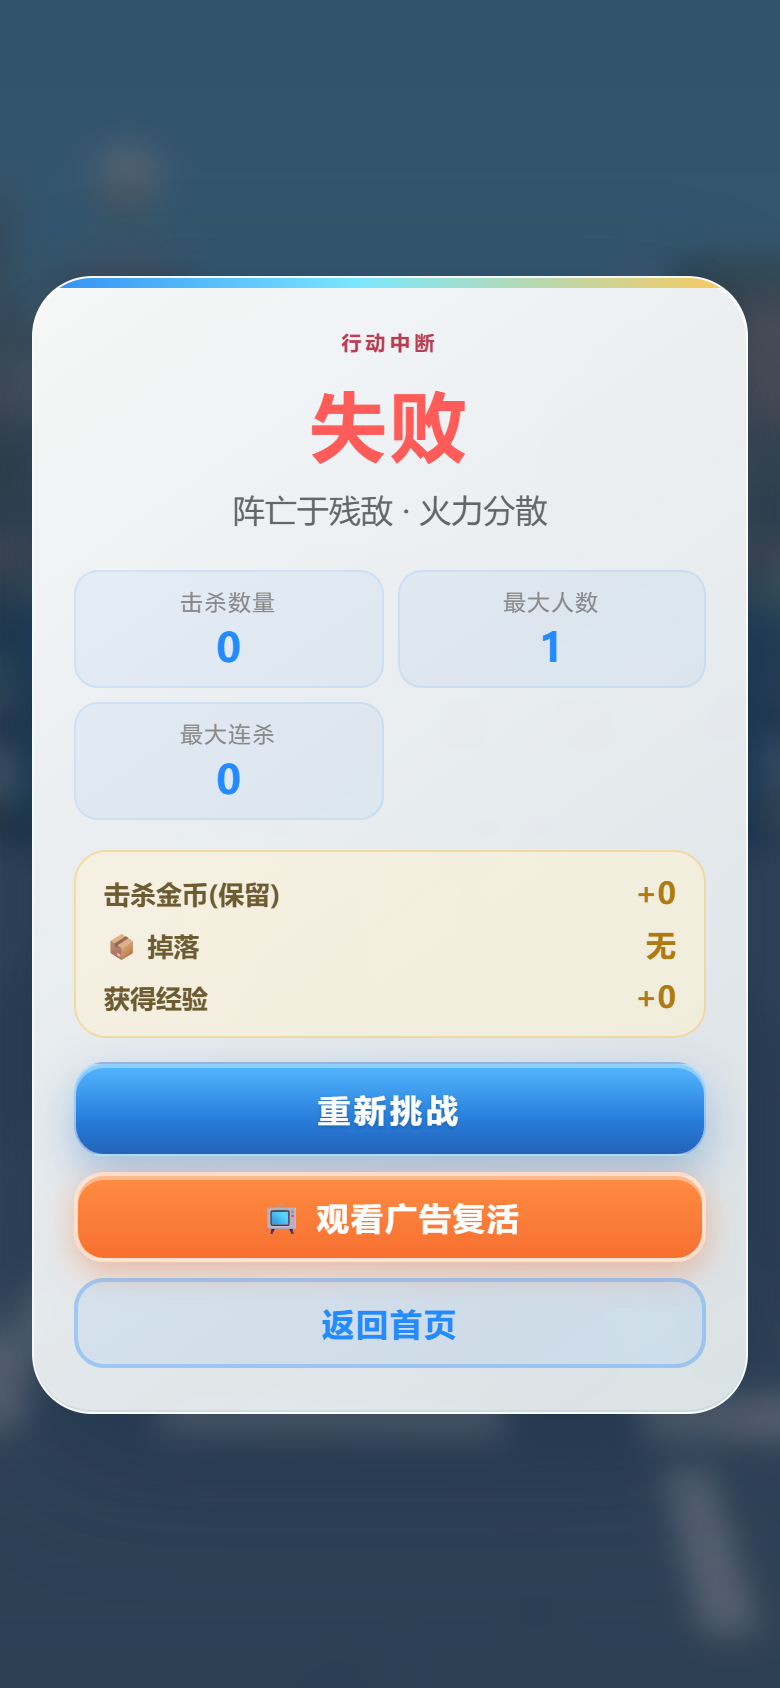 行动中断
失败
阵亡于残敌 · 火力分散
击杀数量
0
最大人数
1
最大连杀
0
击杀金币(保留) +0
掉落 无
获得经验 +0
重新挑战
观看广告复活
返回首页